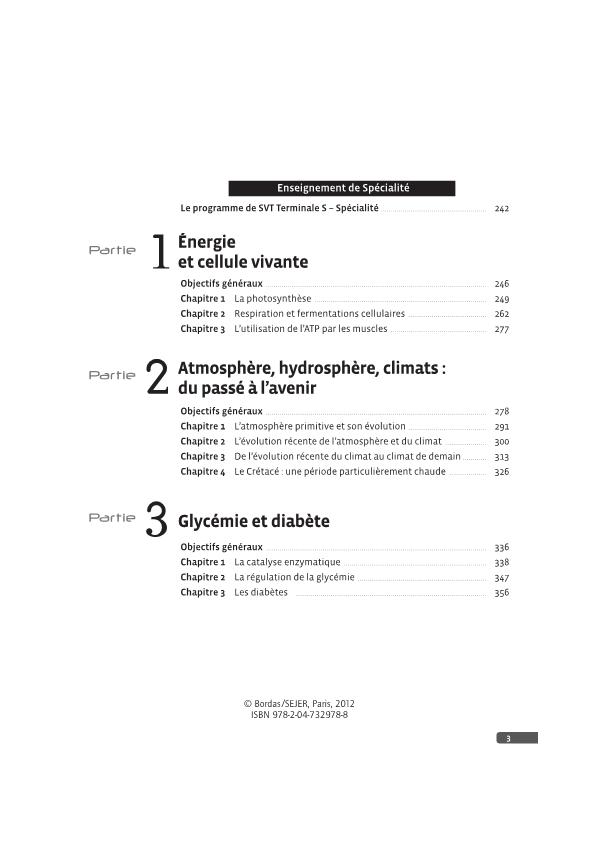 Enseignement de Spécialité
Le programme de SVT Terminale S – Spécialité 242
Partie 1 Énergie
et cellule vivante
Objectifs généraux 246
Chapitre 1 La photosynthèse 249
Chapitre 2 Respiration et fermentations cellulaires 262
Chapitre 3 L'utilisation de l'ATP par les muscles 277
Partie 2 Atmosphère, hydrosphère, climats :
du passé à l'avenir
Objectifs généraux 278
Chapitre 1 L'atmosphère primitive et son évolution 291
Chapitre 2 L'évolution récente de l'atmosphère et du climat 300
Chapitre 3 De l'évolution récente du climat au climat de demain 313
Chapitre 4 Le Crétacé : une période particulièrement chaude 326
Partie 3 Glycémie et diabète
Objectifs généraux 336
Chapitre 1 La catalyse enzymatique 338
Chapitre 2 La régulation de la glycémie 347
Chapitre 3 Les diabètes 356
© Bordas/SEJER, Paris, 2012
ISBN 978-2-04-732978-8
3